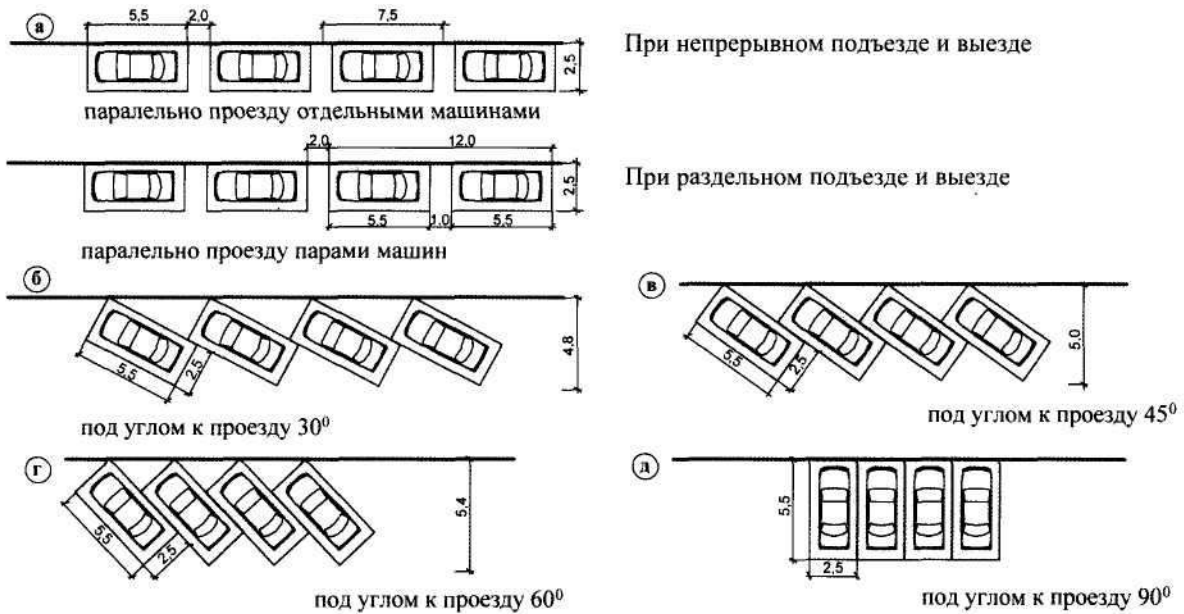 а
5,5 2,0 7,5
2,5
При непрерывном подъезде и выезде
паралельно проезду отдельными машинами
2,0 12,0
2,5
При раздельном подъезде и выезде
5,5 1,0 5,5
паралельно проезду парами машин
б
4,8
5,5 2,5
под углом к проезду 30⁰
в
5,0
5,5 2,5
под углом к проезду 45⁰
г
5,4
5,5 2,5
под углом к проезду 60⁰
д
5,5
2,5
под углом к проезду 90⁰